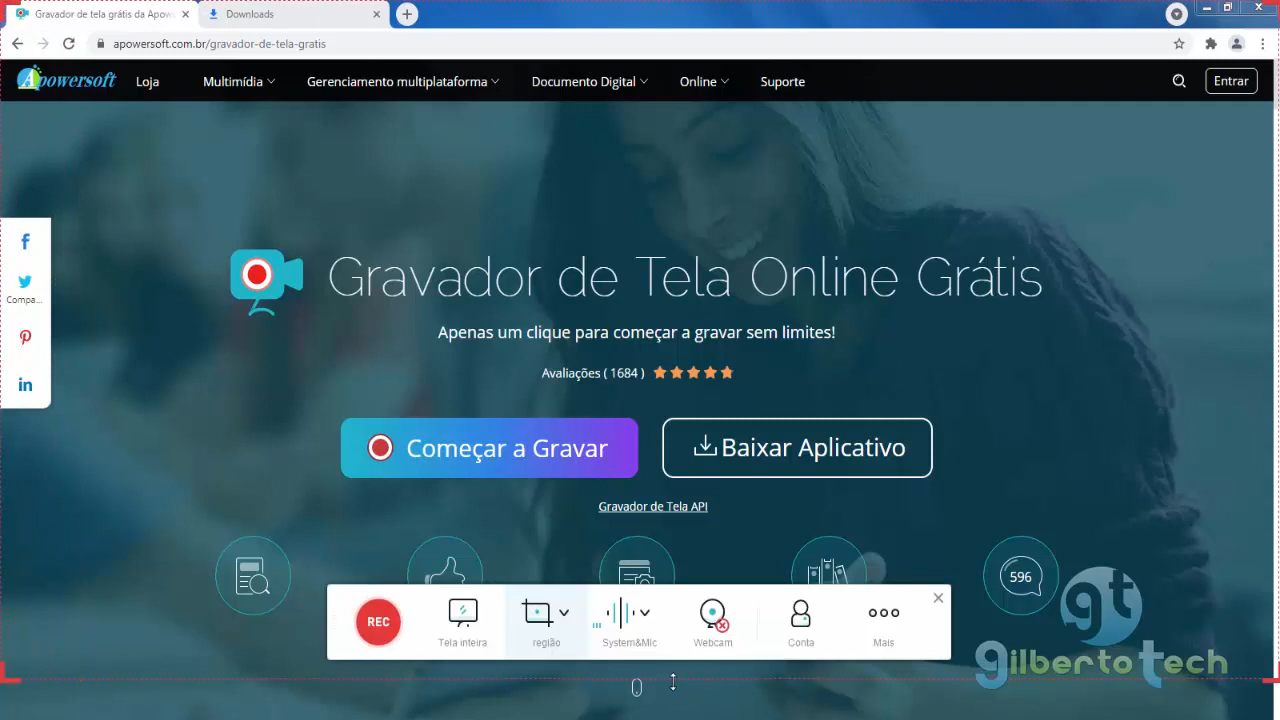 Gravador de tela grátis da Apow
Downloads
apowersoft.com.br/gravador-de-tela-gratis
Apowersoft
Loja
Multimídia
Gerenciamento multiplataforma
Documento Digital
Online
Suporte
Entrar
Compa...
Gravador de Tela Online Grátis
Apenas um clique para começar a gravar sem limites!
Avaliações ( 1684 )
Começar a Gravar
Baixar Aplicativo
Gravador de Tela API
596
REC
Tela inteira
região
System&Mic
Webcam
Conta
Mais
gt
gilbertotech